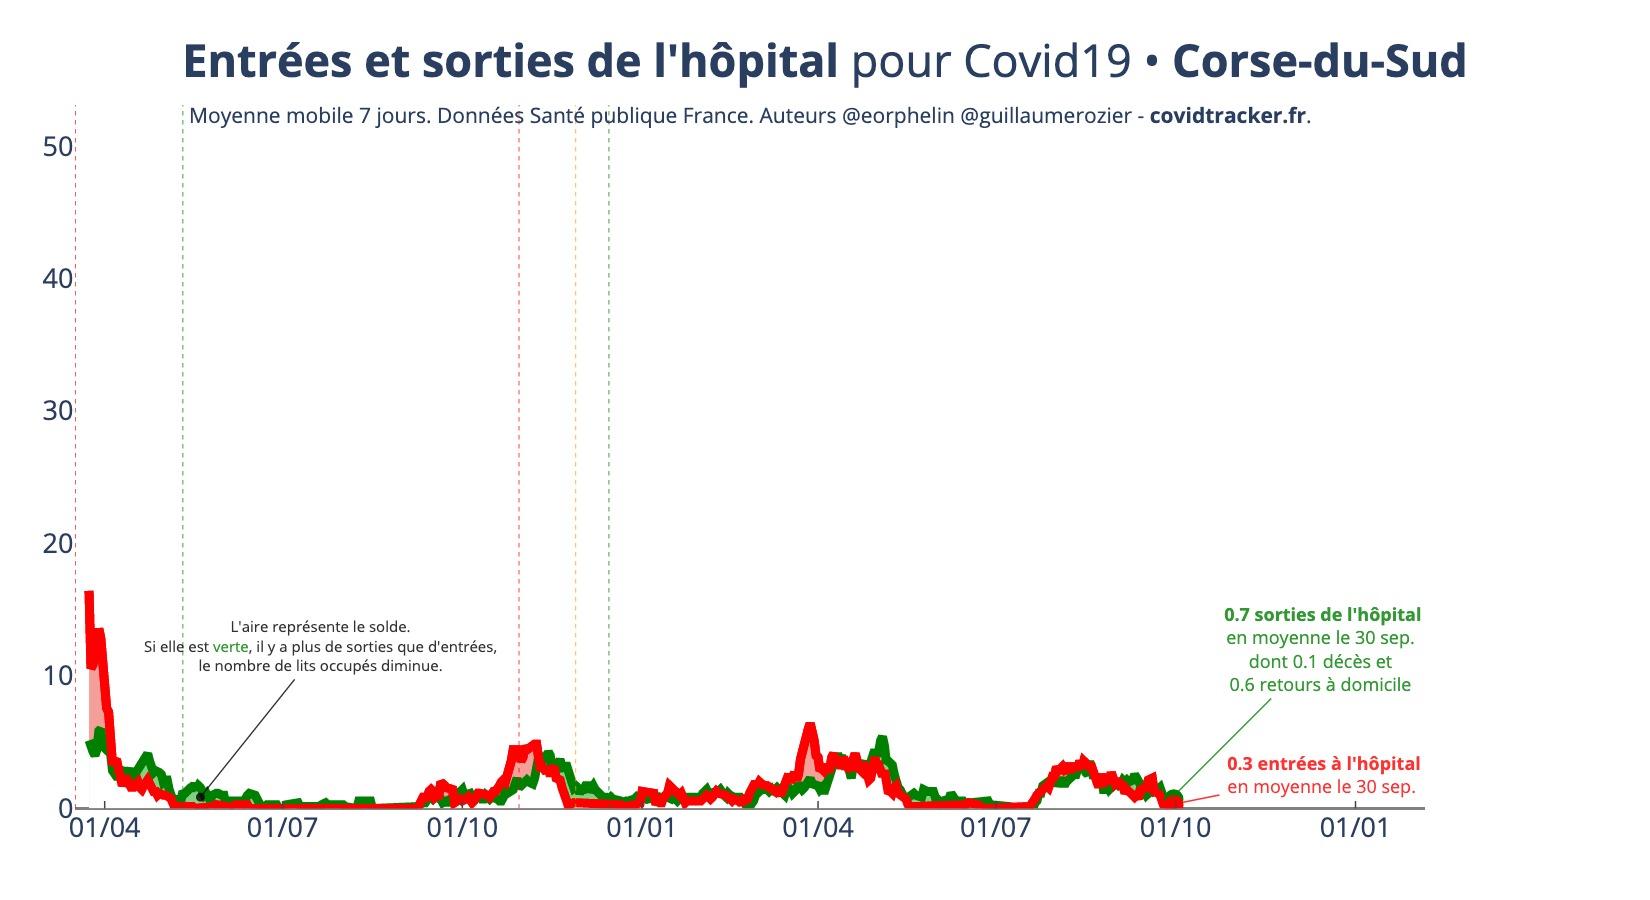 Entrées et sorties de l'hôpital pour Covid19 • Corse-du-Sud
Moyenne mobile 7 jours. Données Santé publique France. Auteurs @eorphelin @guillaumerozier - covidtracker.fr.
50
40
30
20
10
0
L'aire représente le solde.
Si elle est verte, il y a plus de sorties que d'entrées,
le nombre de lits occupés diminue.
0.7 sorties de l'hôpital
en moyenne le 30 sep.
dont 0.1 décès et
0.6 retours à domicile
0.3 entrées à l'hôpital
en moyenne le 30 sep.
01/04 01/07 01/10 01/01 01/04 01/07 01/10 01/01